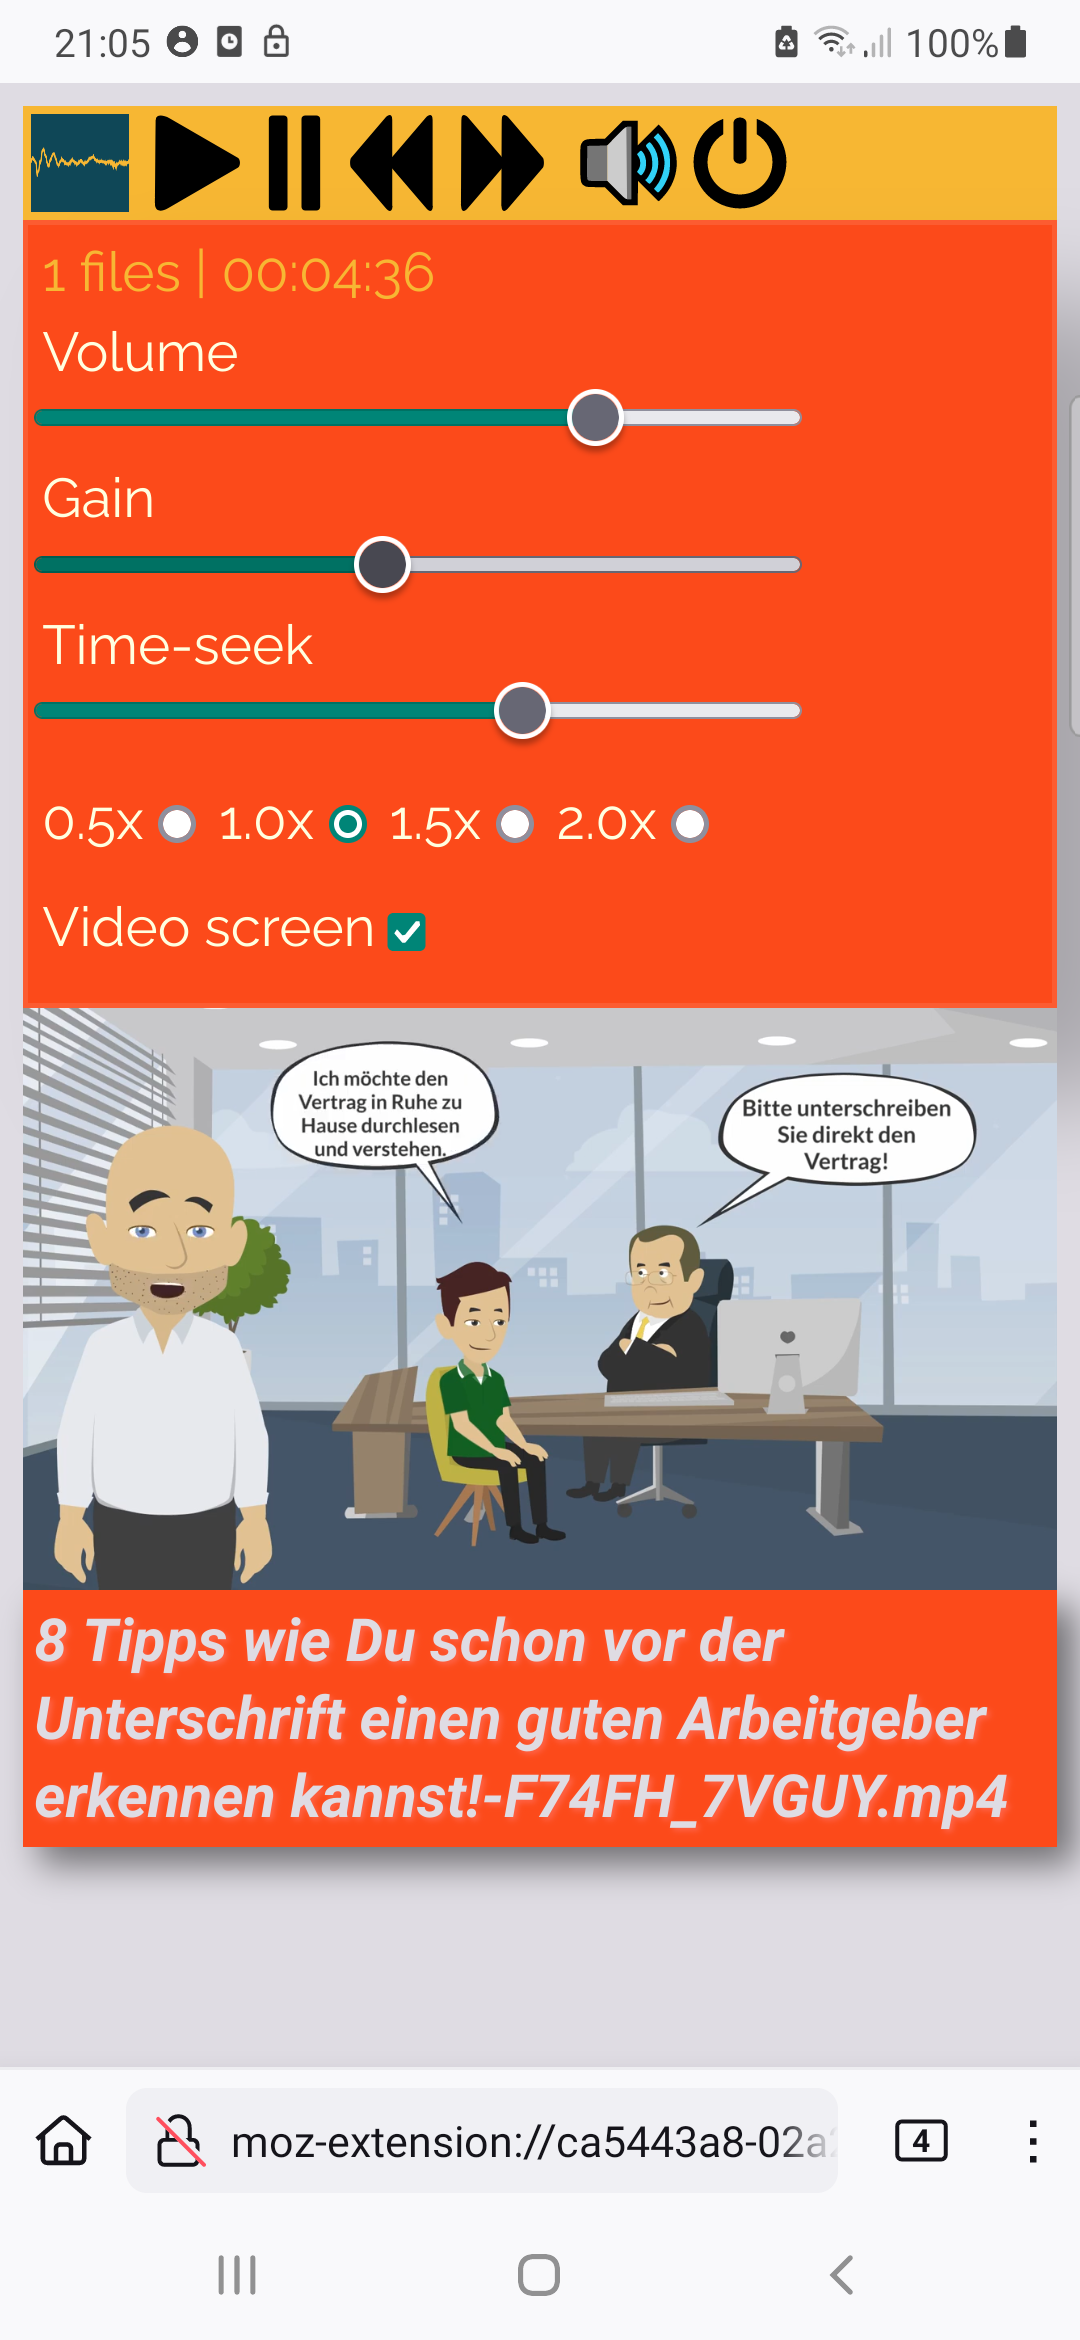 21:05
100%
1 files | 00:04:36
Volume
Gain
Time-seek
0.5x 1.0x 1.5x 2.0x
Video screen
Ich möchte den
Vertrag in Ruhe zu
Hause durchlesen
und verstehen.
Bitte unterschreiben
Sie direkt den
Vertrag!
8 Tipps wie Du schon vor der
Unterschrift einen guten Arbeitgeber
erkennen kannst!-F74FH_7VGUY.mp4
moz-extension://ca5443a8-02a
4